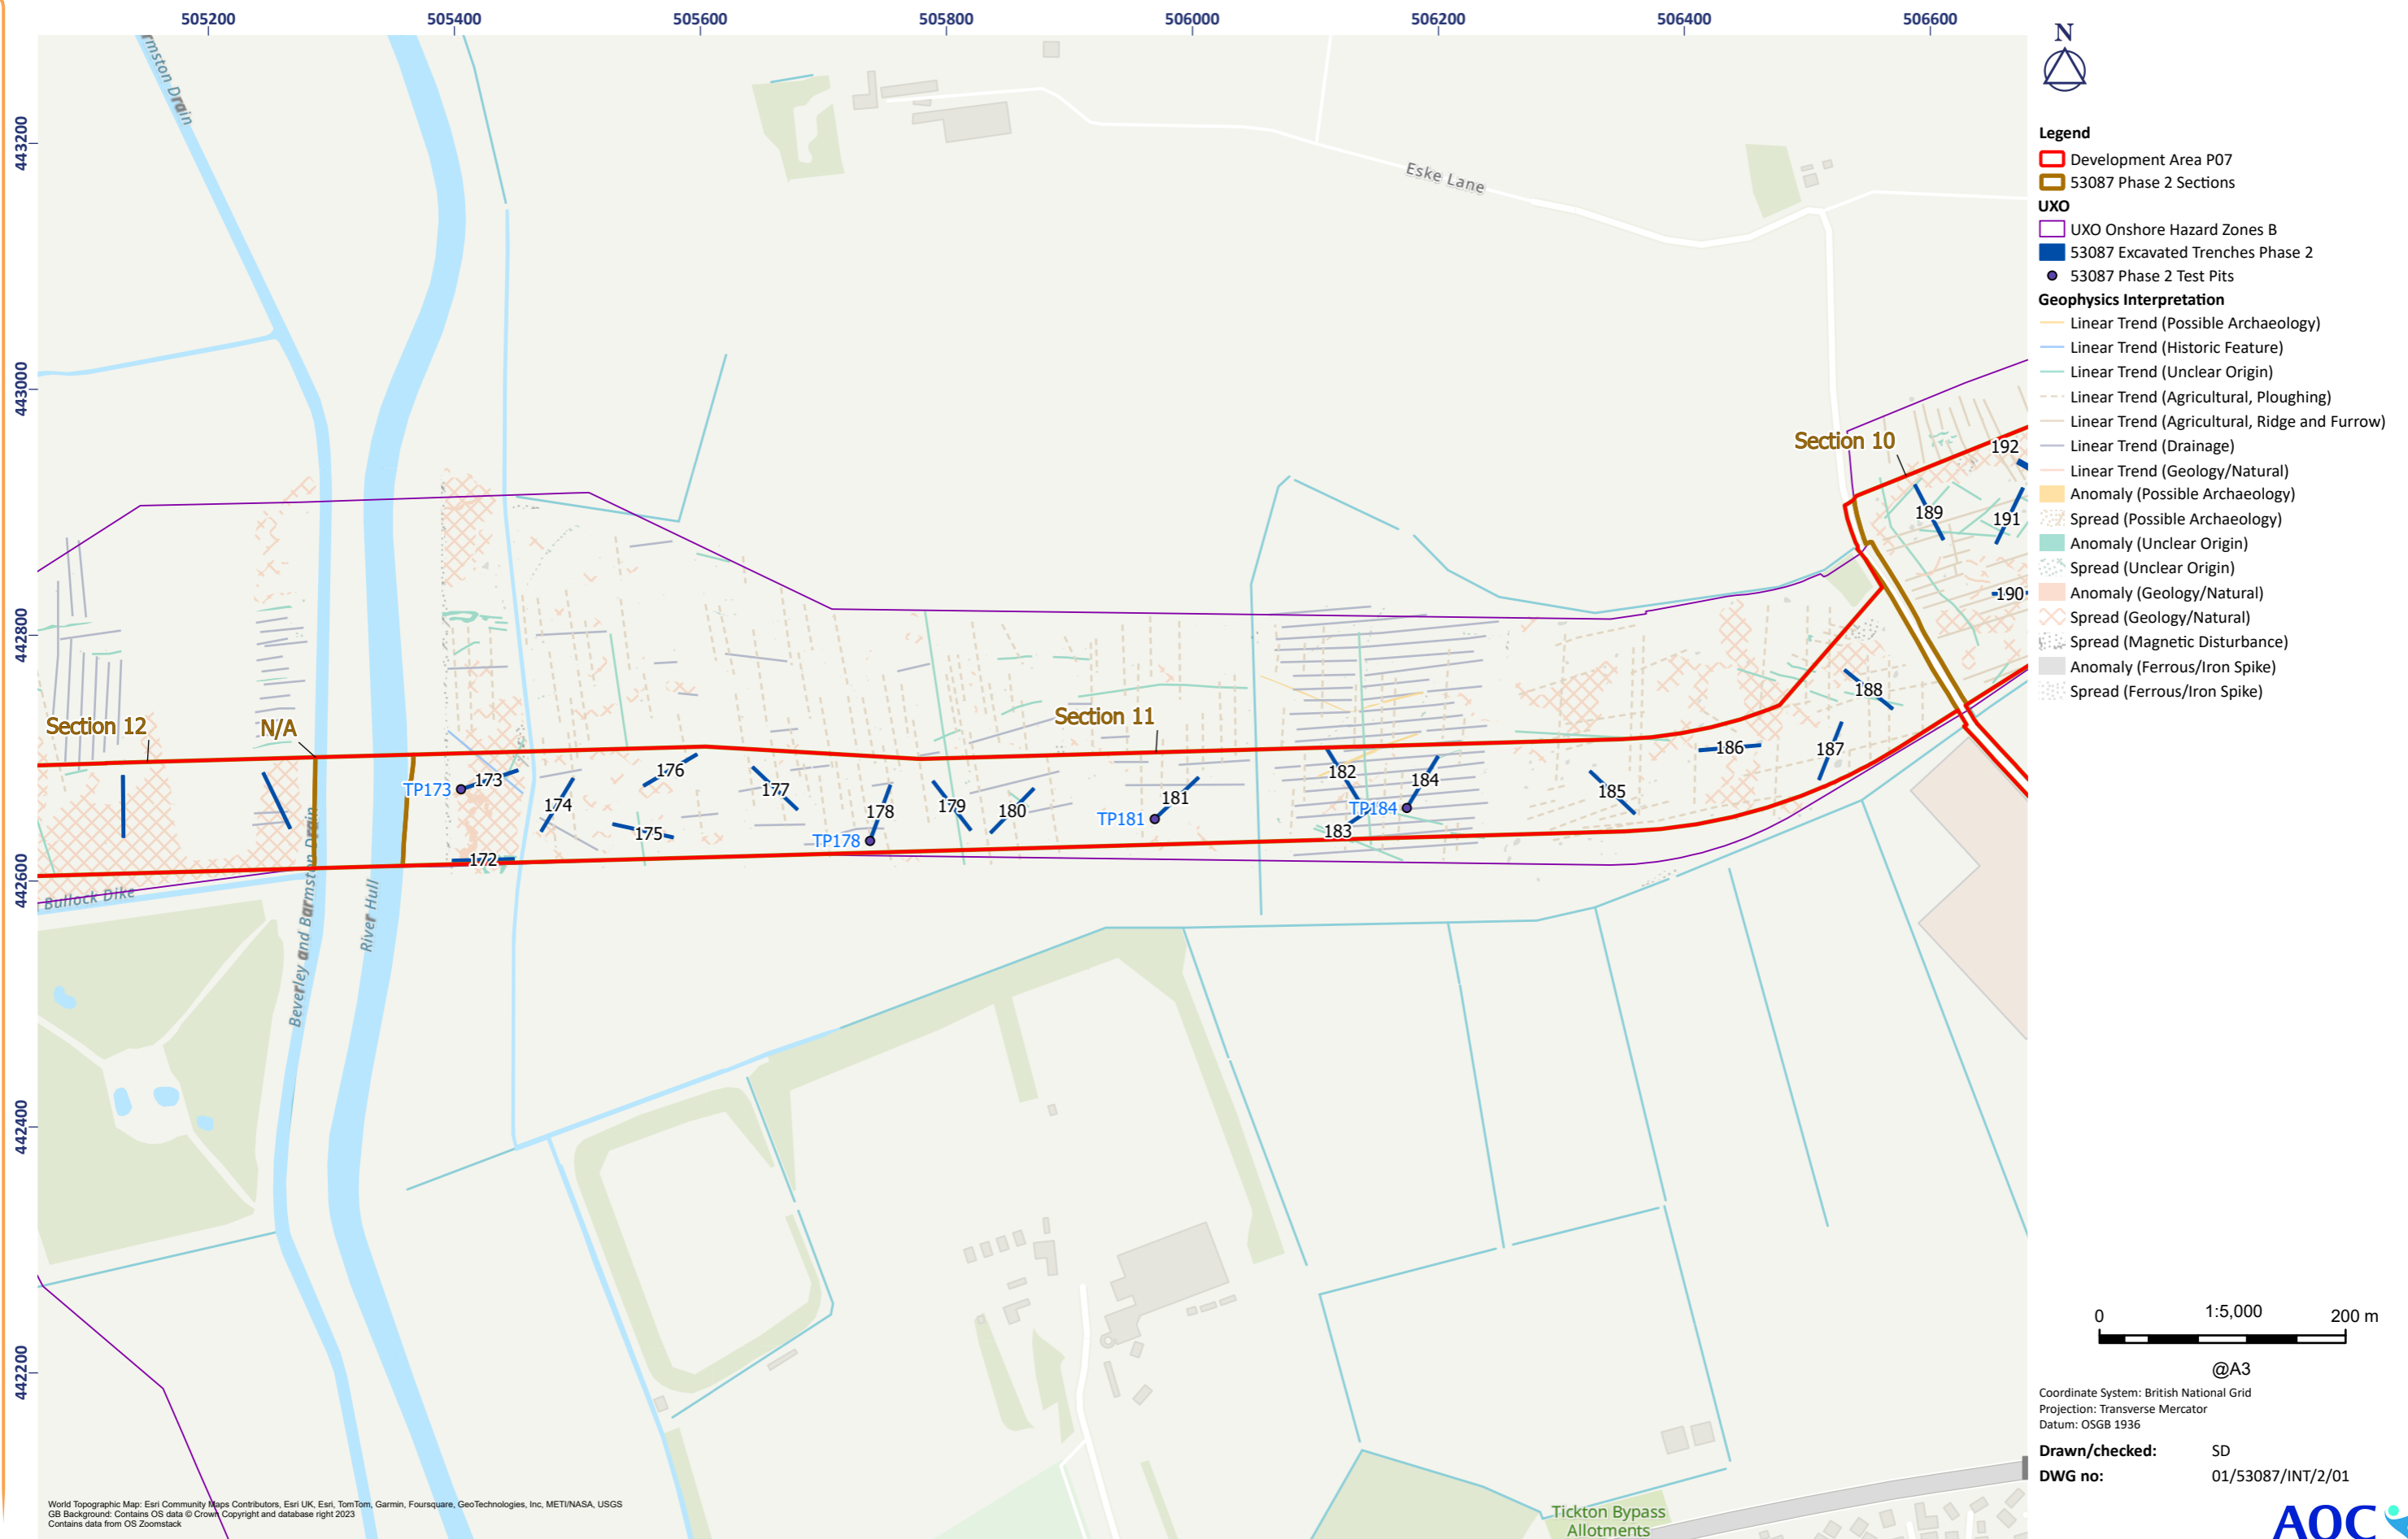 505200
505400
505600
505800
506000
506200
506400
506600
443200
443000
442800
442600
442400
442200
rmston Drain
Eske Lane
Section 10
192
189
191
190
188
Section 12
N/A
Section 11
186
187
176
182
184
TP173
173
177
185
181
174
178
179
180
TP181
TP184
175
183
TP178
172
Bullock Dike
Beverley and Barmston Drain
River Hull
Tickton Bypass
Allotments
World Topographic Map: Esri Community Maps Contributors, Esri UK, Esri, TomTom, Garmin, Foursquare, GeoTechnologies, Inc, METI/NASA, USGS
GB Background: Contains OS data © Crown Copyright and database right 2023
Contains data from OS Zoomstack
N
Legend
Development Area P07
53087 Phase 2 Sections
UXO
UXO Onshore Hazard Zones B
53087 Excavated Trenches Phase 2
53087 Phase 2 Test Pits
Geophysics Interpretation
Linear Trend (Possible Archaeology)
Linear Trend (Historic Feature)
Linear Trend (Unclear Origin)
Linear Trend (Agricultural, Ploughing)
Linear Trend (Agricultural, Ridge and Furrow)
Linear Trend (Drainage)
Linear Trend (Geology/Natural)
Anomaly (Possible Archaeology)
Spread (Possible Archaeology)
Anomaly (Unclear Origin)
Spread (Unclear Origin)
Anomaly (Geology/Natural)
Spread (Geology/Natural)
Spread (Magnetic Disturbance)
Anomaly (Ferrous/Iron Spike)
Spread (Ferrous/Iron Spike)
0 1:5,000 200 m
@A3
Coordinate System: British National Grid
Projection: Transverse Mercator
Datum: OSGB 1936
Drawn/checked: SD
DWG no: 01/53087/INT/2/01
AOC